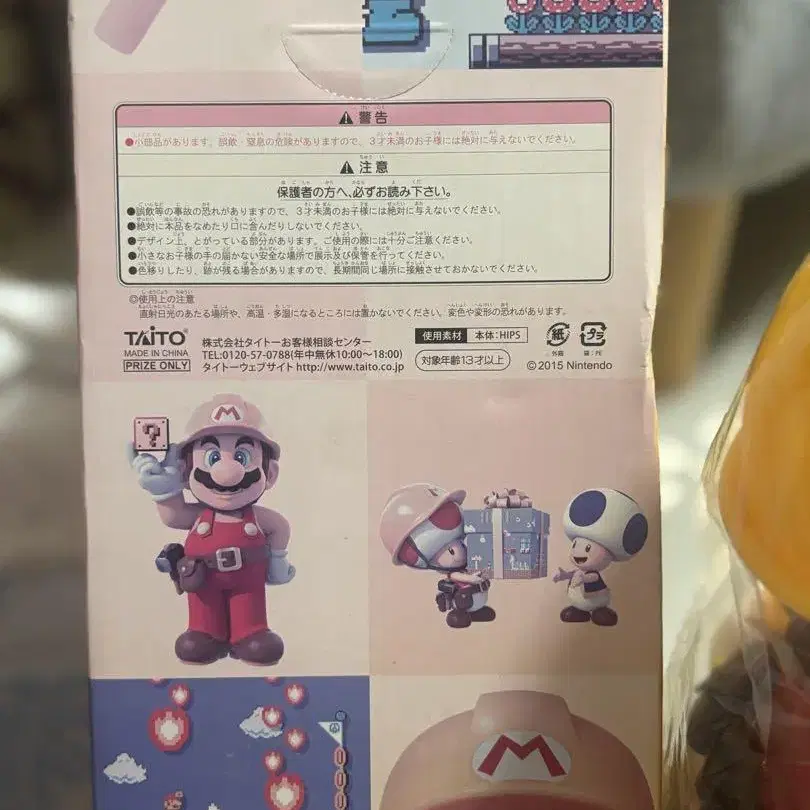 ⚠警告
●小部品があります。誤飲・窒息の危険がありますので、3才未満のお子様には絶対に与えないでください。
⚠注意
保護者の方へ、必ずお読み下さい。
●誤飲等の事故の恐れがありますので、3才未満のお子様には絶対に与えないでください。
●絶対に本品をなめたり口に含んだりしないでください。
●デザイン上、とがっている部分があります。ご使用の際には十分ご注意ください。
●小さなお子様の手の届かない安全な場所で展示及び保管を行ってください。
●色移りしたり、跡が残る場合がありますので、長期間同じ場所に接触させておかないでください。
◎使用上の注意
直射日光のあたる場所や、高温・多湿になるところには置かないでください。変色や変形の恐れがあります。
TAITO®
MADE IN CHINA
PRIZE ONLY
株式会社タイトーお客様相談センター
TEL:0120-57-0788(年中無休10:00〜18:00)
タイトーウェブサイト http://www.taito.co.jp
使用素材 本体:HIPS
対象年齢13才以上
紙
外箱
プラ
袋:PE
©2015 Nintendo
M
?
M